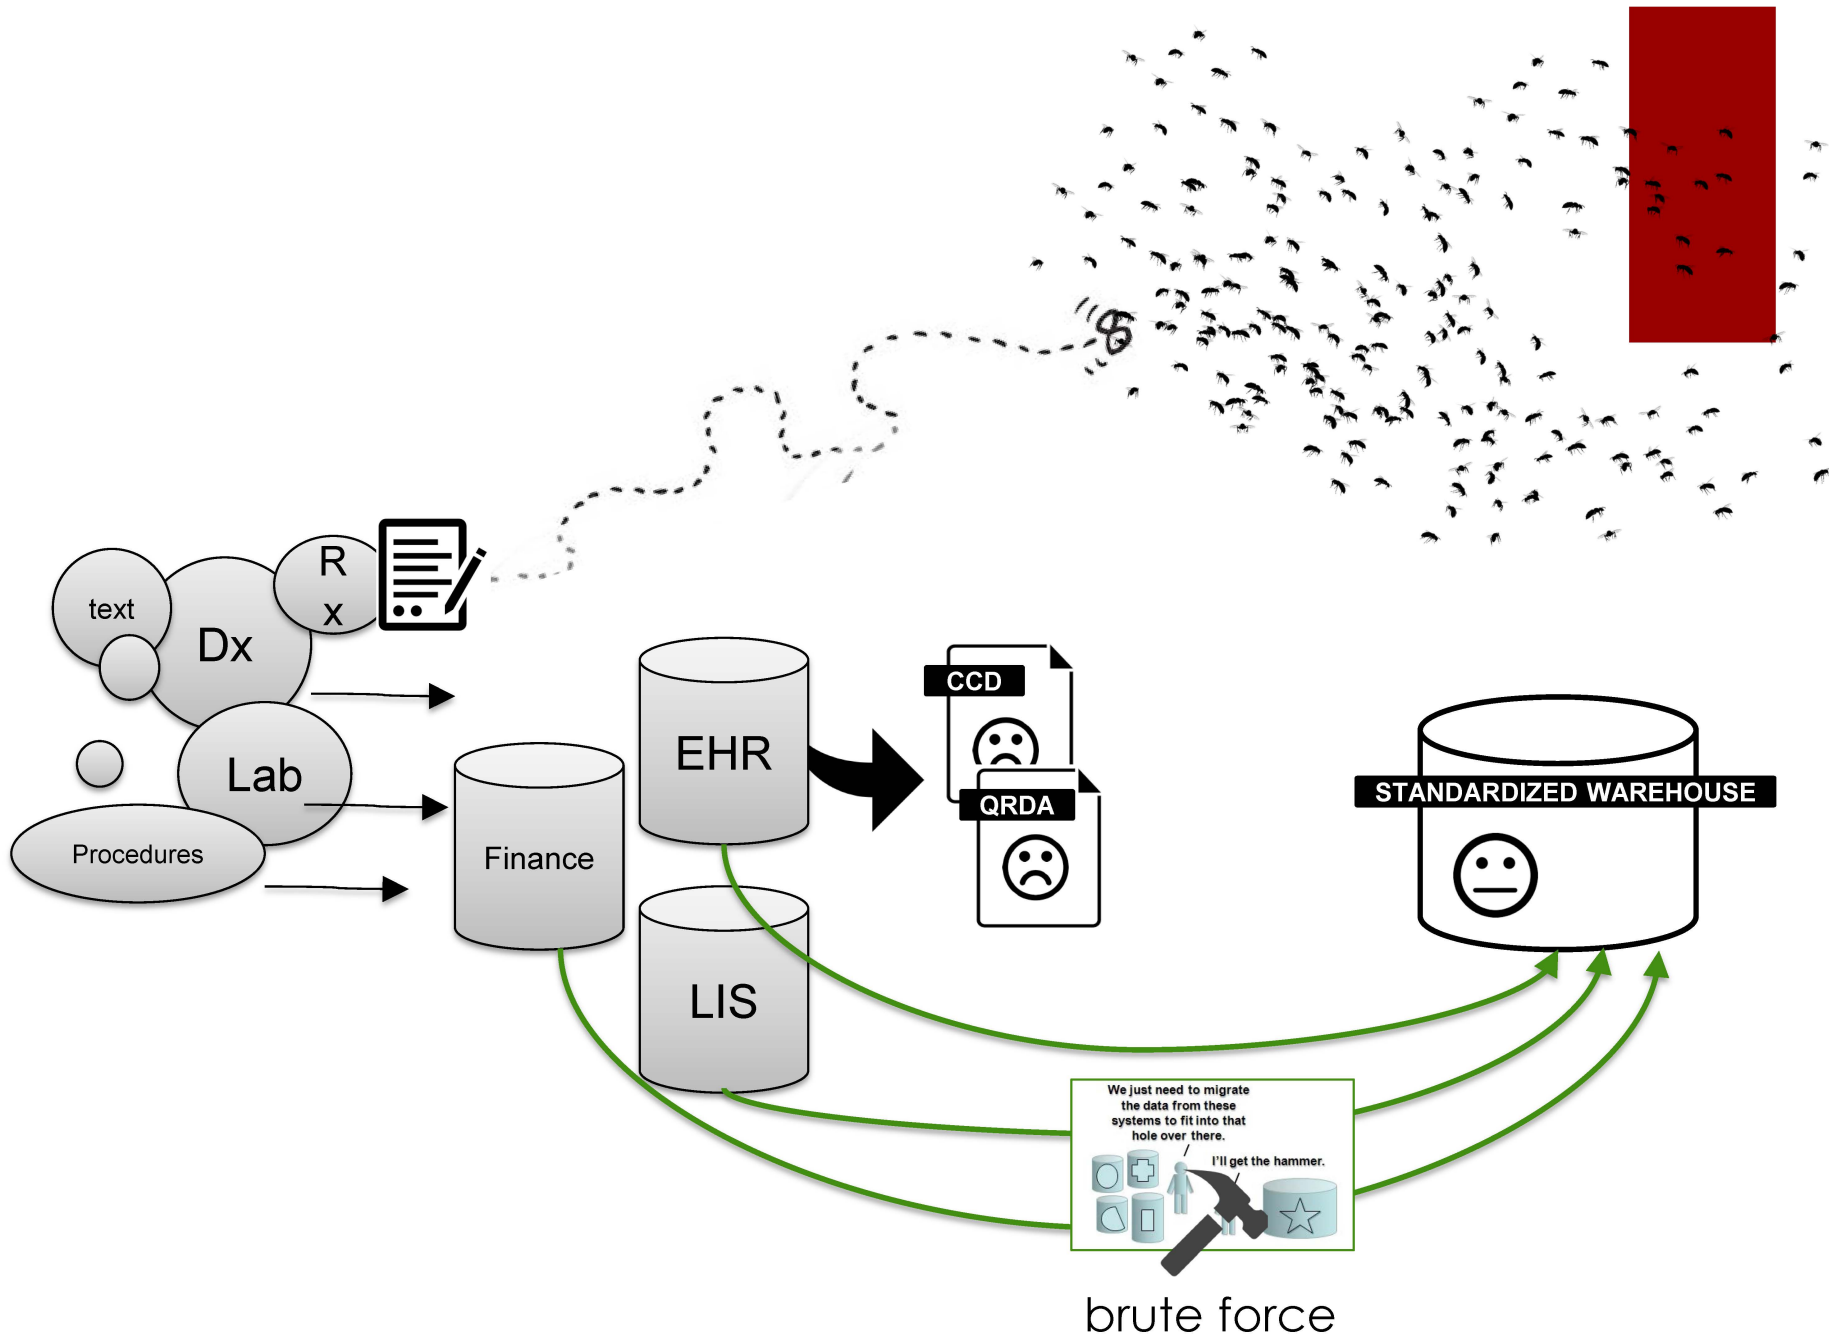 R
x
text
Dx
Lab
Procedures
Finance
EHR
LIS
CCD
QRDA
STANDARDIZED WAREHOUSE
We just need to migrate
the data from these
systems to fit into that
hole over there.
I'll get the hammer.
brute force